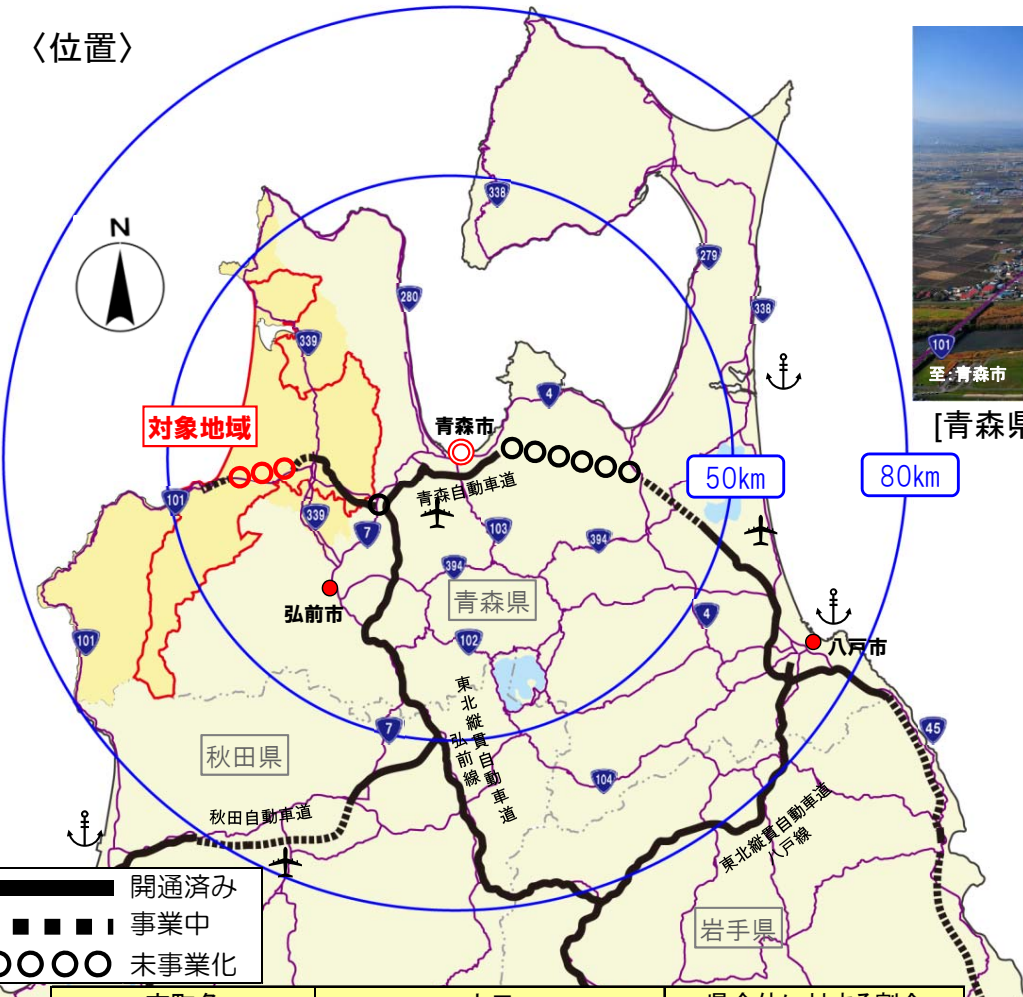 〈位置〉
N
338
279
280
338
339
101
至:青森市
4
対象地域
青森市
[青森県
50km
80km
101
青森自動車道
339
7
103
394
394
青森県
弘前市
4
101
102
八戸市
東北縦貫自動車道
弘前線
7
45
秋田県
104
秋田自動車道
東北縦貫自動車道
八戸線
開通済み
事業中
岩手県
未事業化